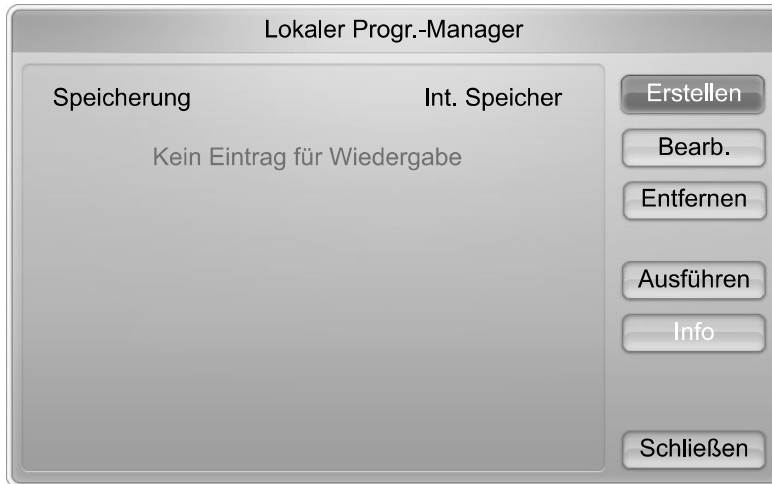 Lokaler Progr.-Manager
Speicherung Int. Speicher
Kein Eintrag für Wiedergabe
Erstellen
Bearb.
Entfernen
Ausführen
Info
Schließen